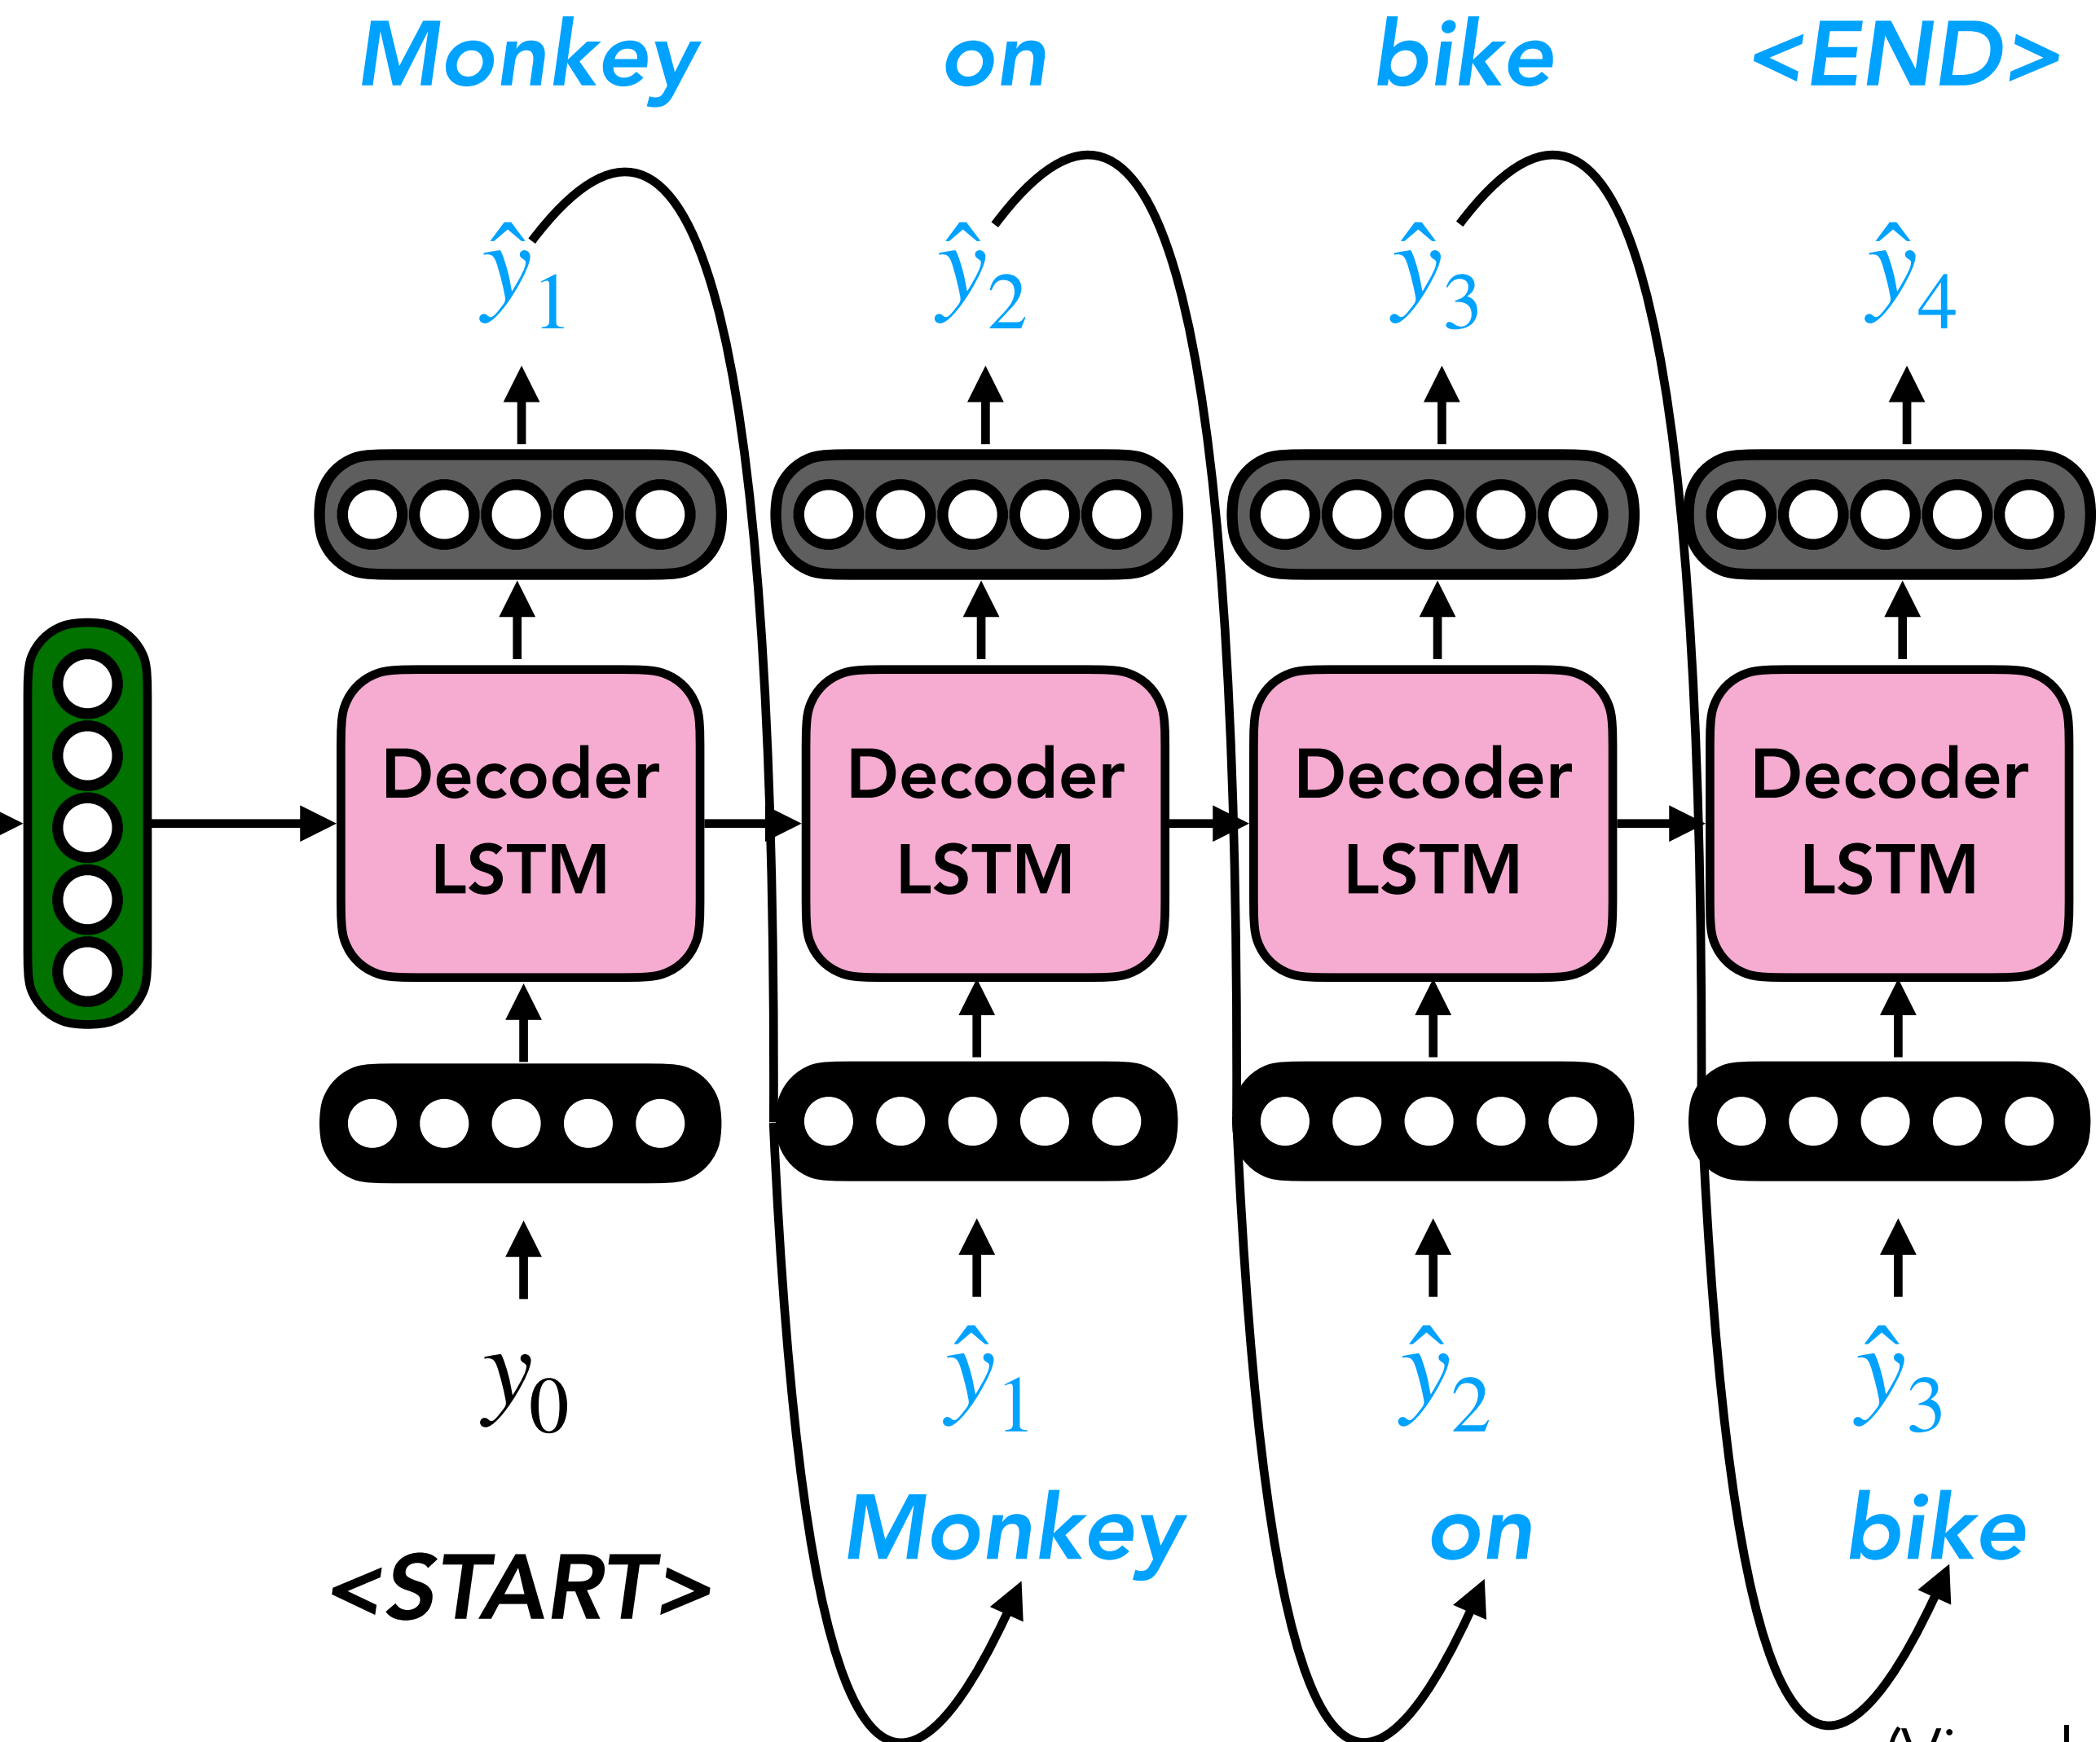 Monkey on bike <END>
ŷ1 ŷ2 ŷ3 ŷ4
Decoder LSTM
Decoder LSTM
Decoder LSTM
Decoder LSTM
y0 ŷ1 ŷ2 ŷ3
<START> Monkey on bike